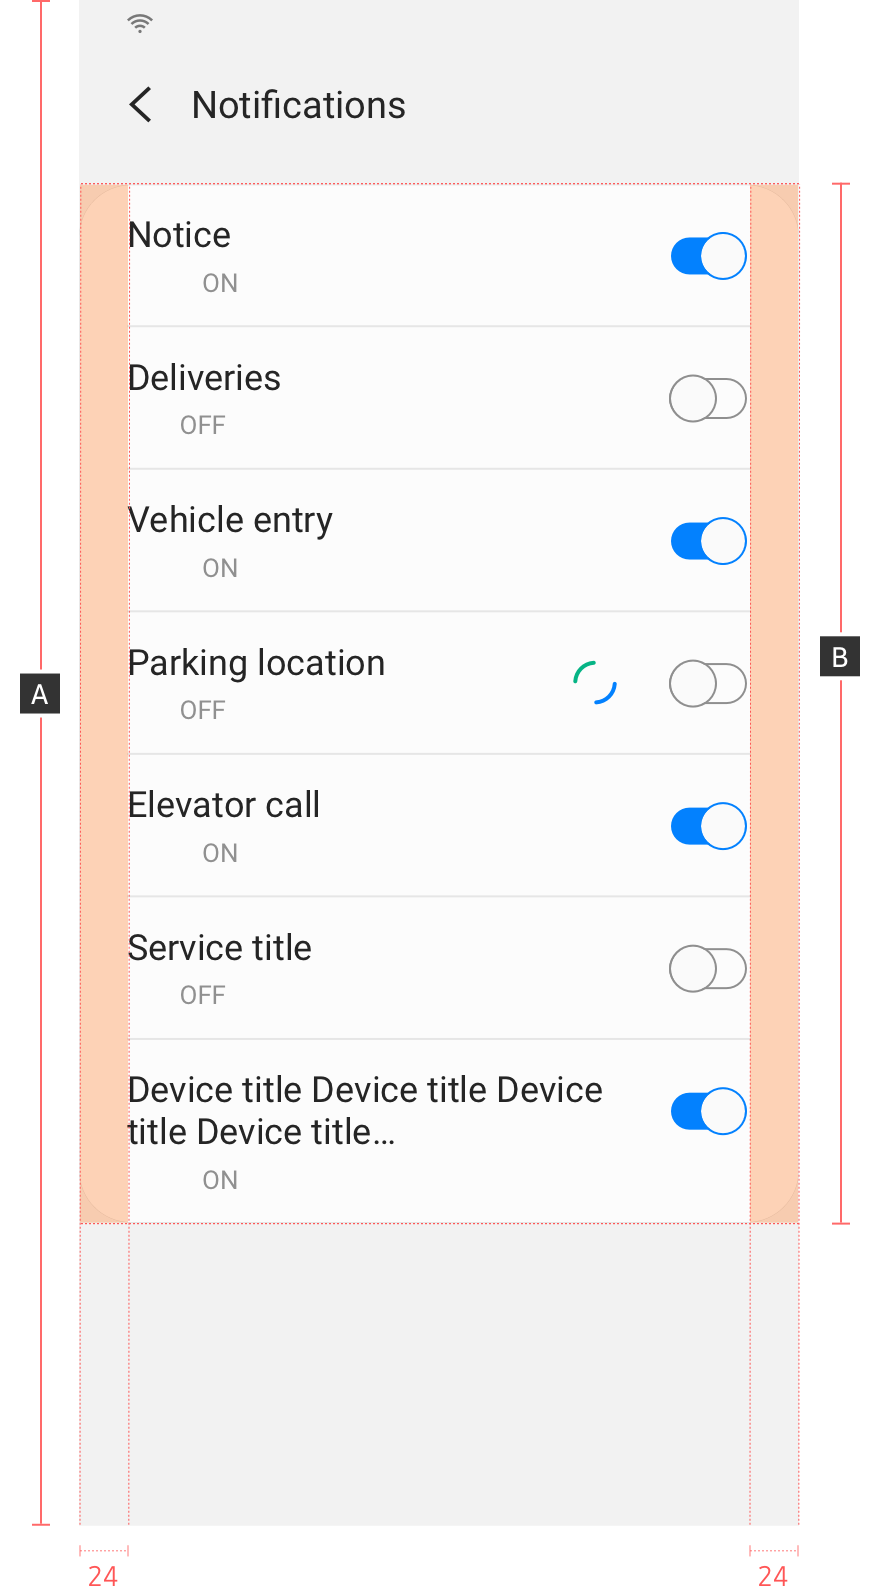 Notifications
Notice
ON
Deliveries
OFF
Vehicle entry
ON
Parking location
OFF
A
B
Elevator call
ON
Service title
OFF
Device title Device title Device
title Device title...
ON
24
24